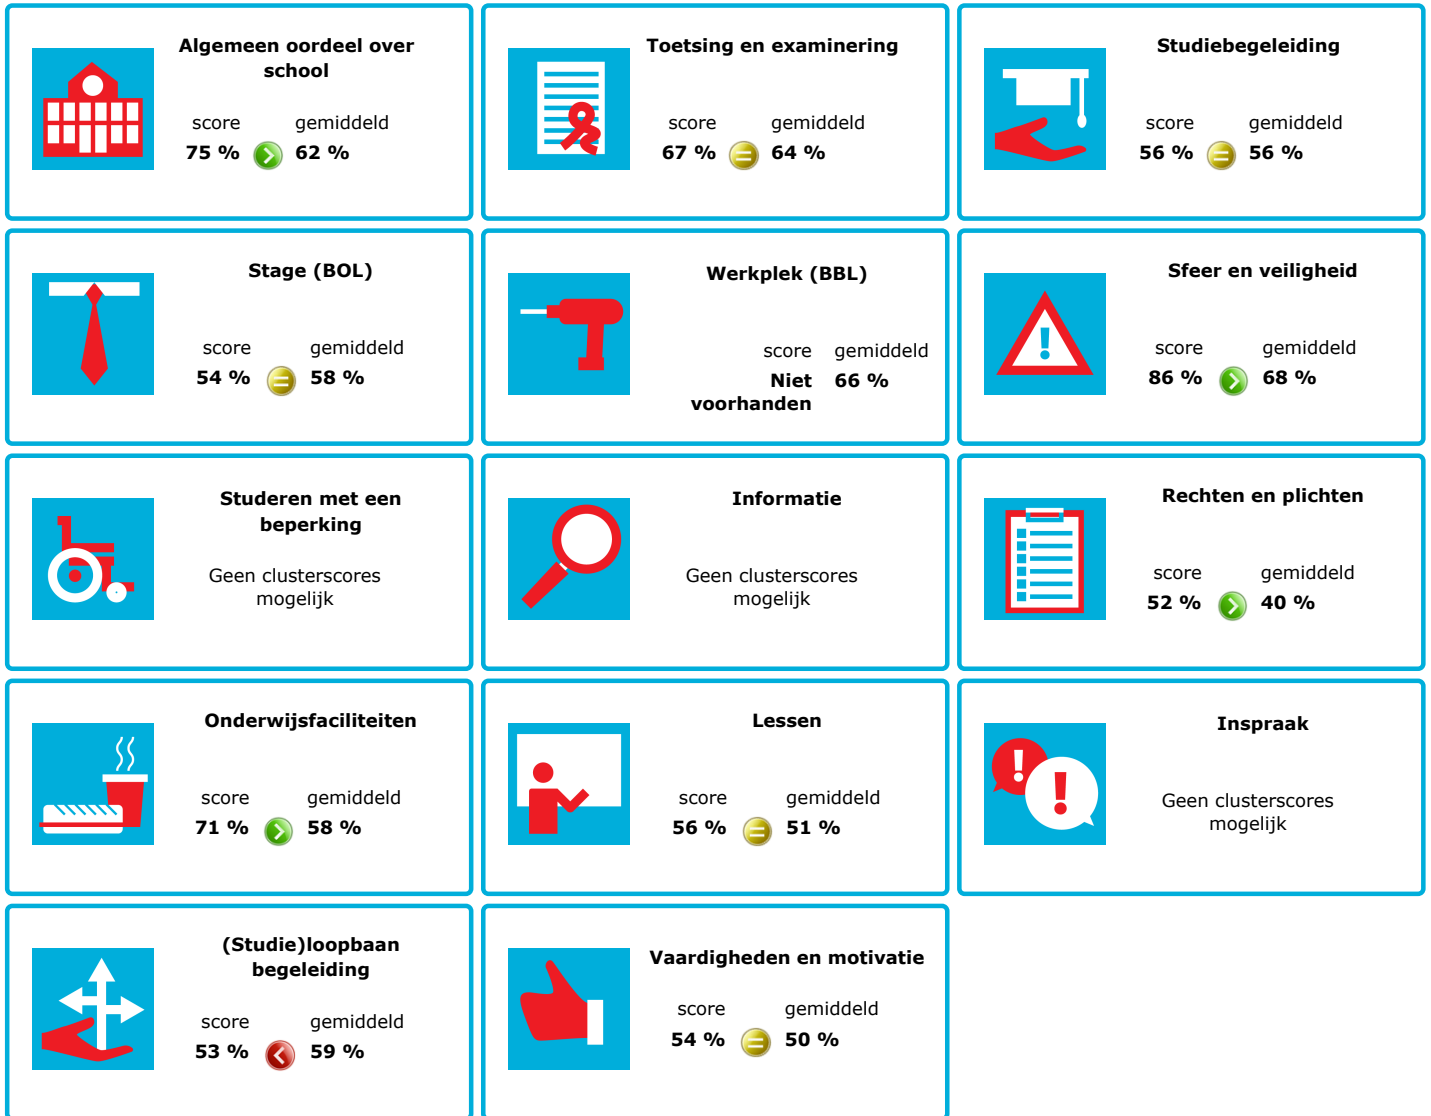 Algemeen oordeel over
school
score gemiddeld
75 % 62 %
Toetsing en examinering
score gemiddeld
67 % 64 %
Studiebegeleiding
score gemiddeld
56 % 56 %
Stage (BOL)
score gemiddeld
54 % 58 %
Werkplek (BBL)
score gemiddeld
Niet 66 %
voorhanden
Sfeer en veiligheid
score gemiddeld
86 % 68 %
Studeren met een
beperking
Geen clusterscores
mogelijk
Informatie
Geen clusterscores
mogelijk
Rechten en plichten
score gemiddeld
52 % 40 %
Onderwijsfaciliteiten
score gemiddeld
71 % 58 %
Lessen
score gemiddeld
56 % 51 %
Inspraak
Geen clusterscores
mogelijk
(Studie)loopbaan
begeleiding
score gemiddeld
53 % 59 %
Vaardigheden en motivatie
score gemiddeld
54 % 50 %